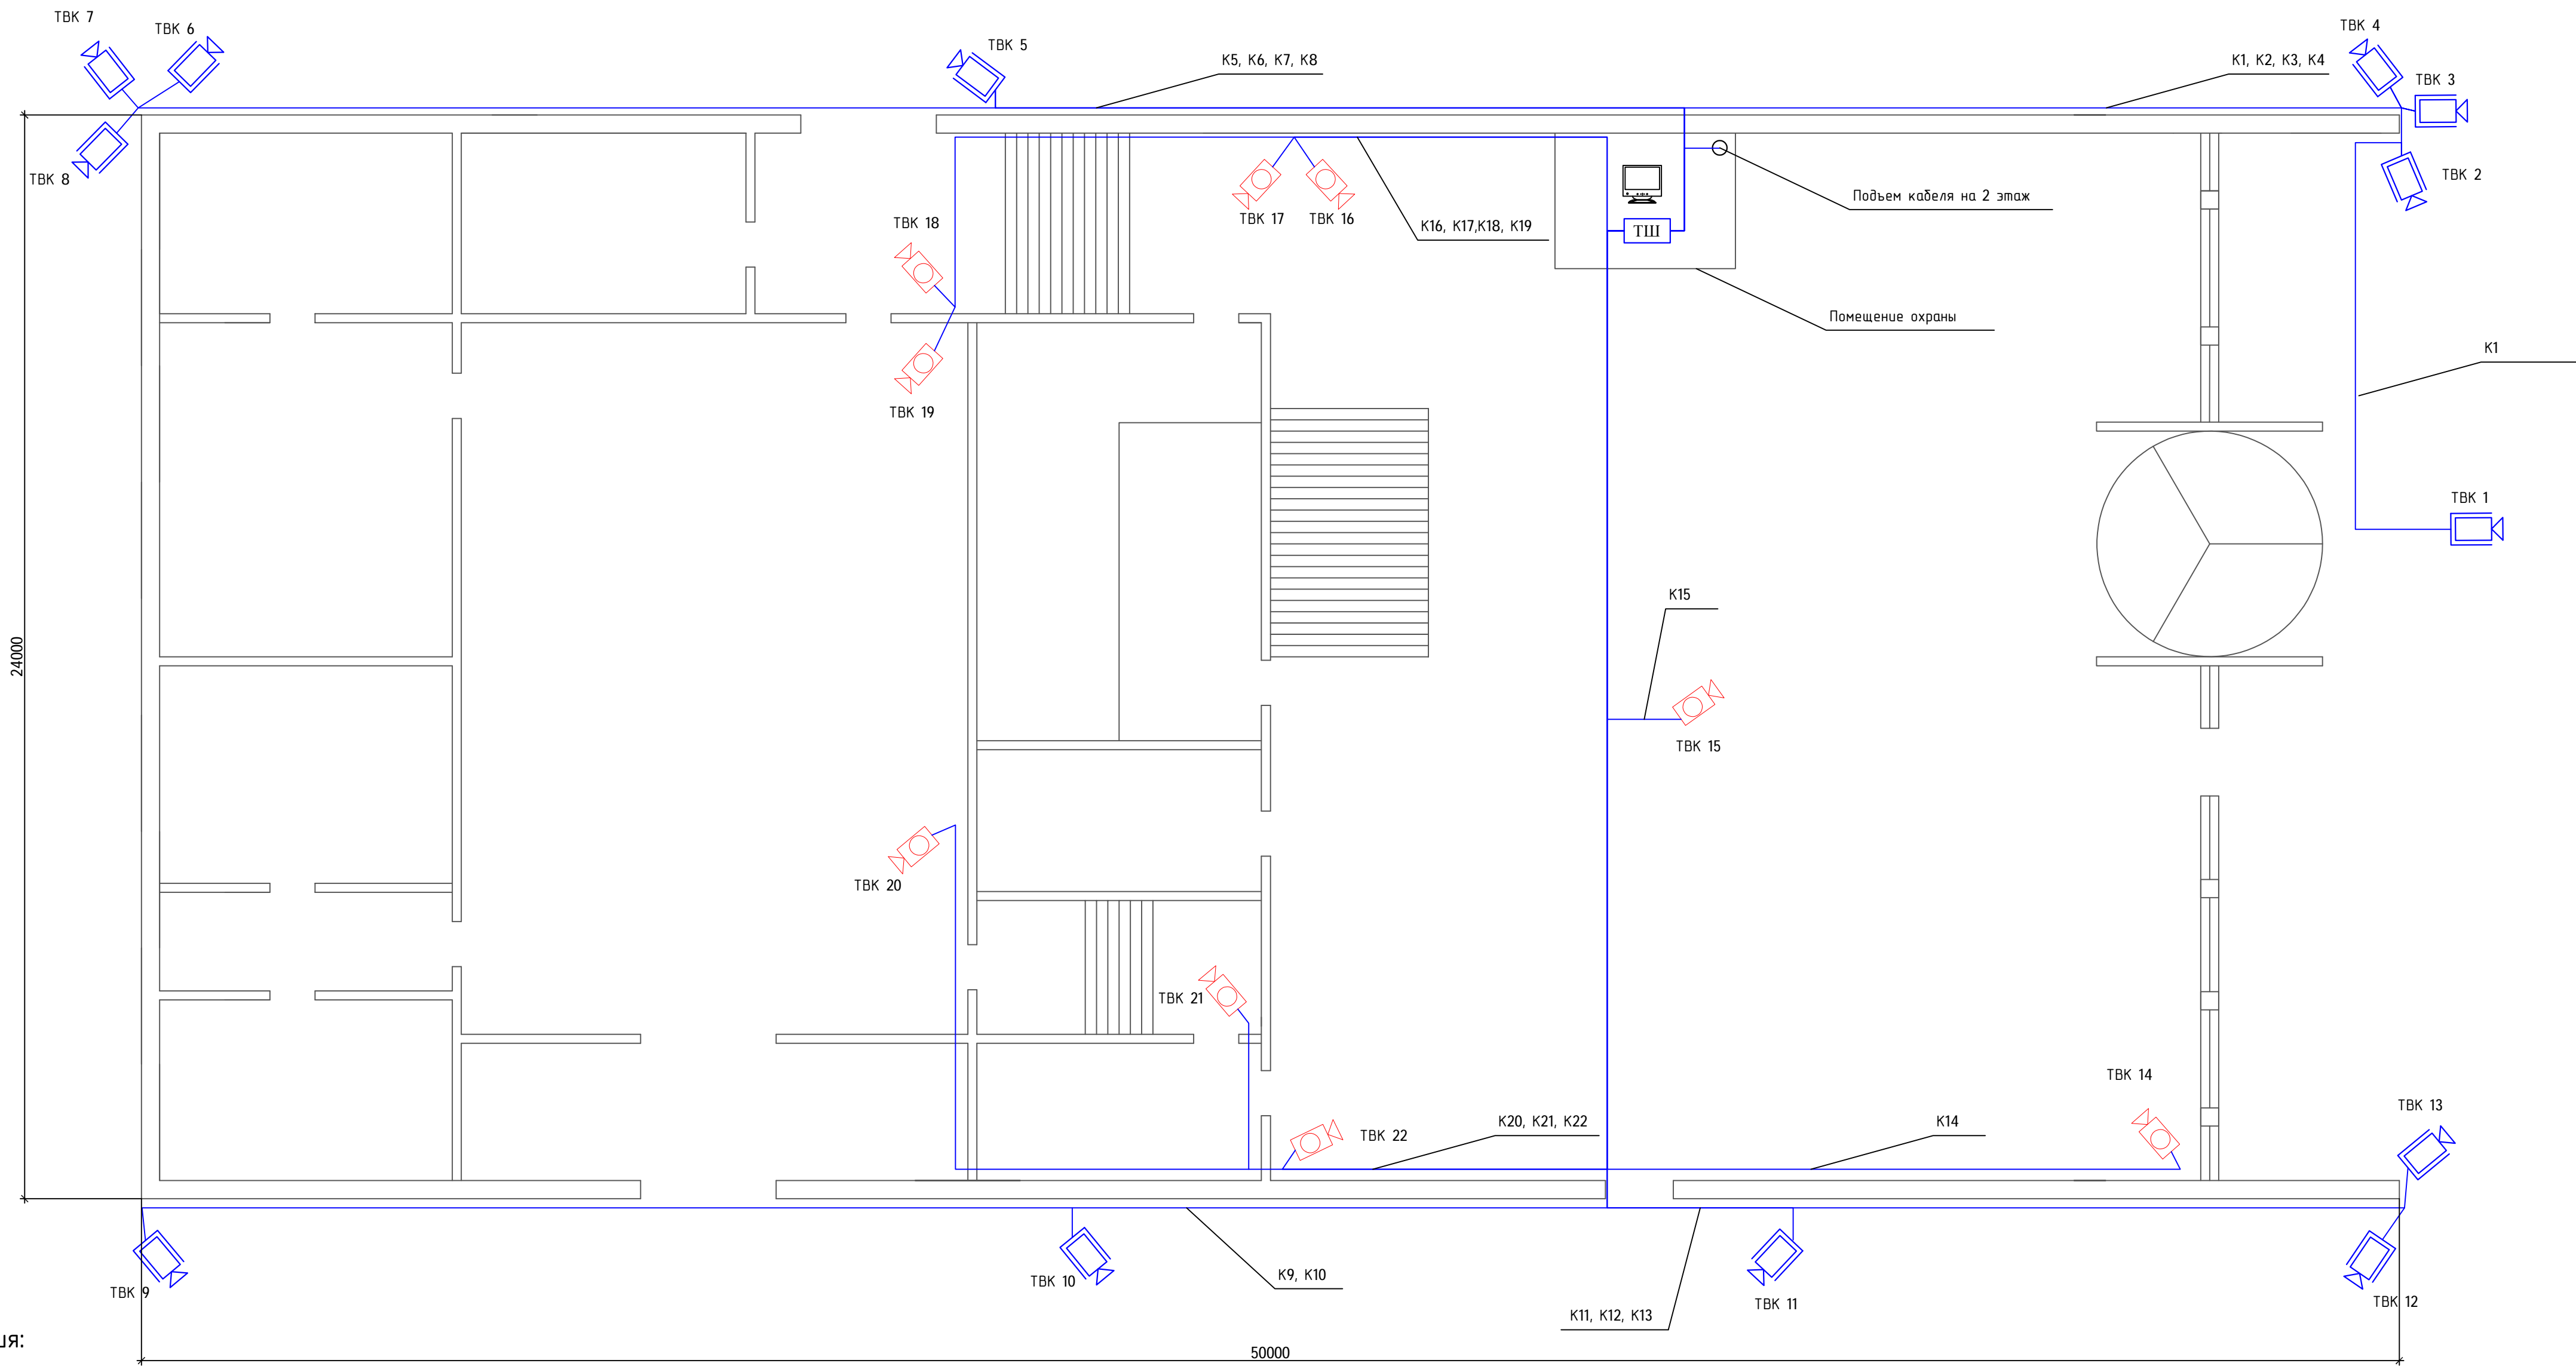 ТВК 7
ТВК 6
ТВК 5
К5, К6, К7, К8
К1, К2, К3, К4
ТВК 4
ТВК 3
ТВК 8
ТВК 2
ТВК 18
ТВК 17
ТВК 16
К16, К17,К18, К19
ТШ
Подъем кабеля на 2 этаж
Помещение охраны
К1
ТВК 19
ТВК 1
К15
24000
ТВК 15
ТВК 20
ТВК 21
ТВК 14
ТВК 13
К20, К21, К22
К14
ТВК 22
ТВК 9
ТВК 10
К9, К10
К11, К12, К13
ТВК 11
ТВК 12
50000